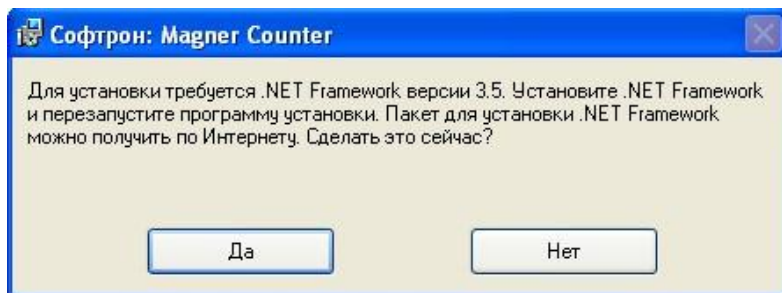 Софтрон: Magner Counter
Для установки требуется .NET Framework версии 3.5. Установите .NET Framework
и перезапустите программу установки. Пакет для установки .NET Framework
можно получить по Интернету. Сделать это сейчас?
Да
Нет